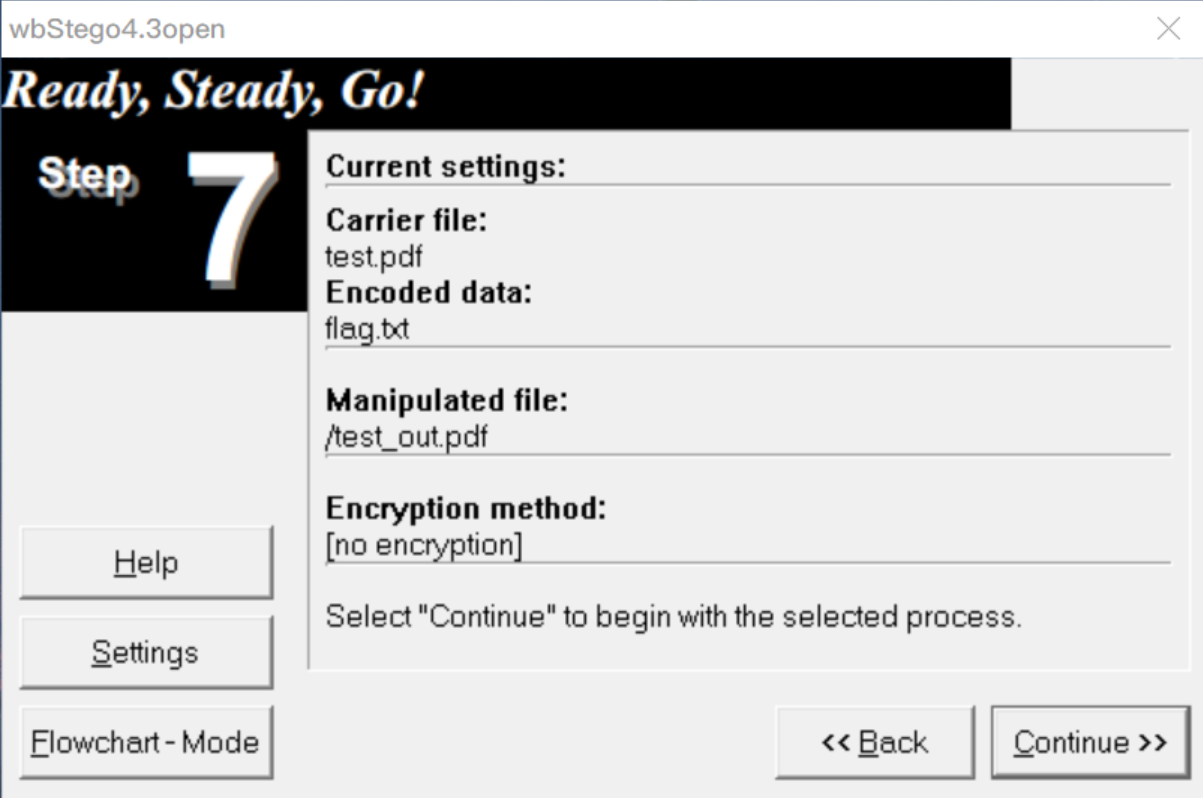 wbStego4.3open
Ready, Steady, Go!
Step 7
Current settings:
Carrier file:
test.pdf
Encoded data:
flag.txt
Manipulated file:
/test_out.pdf
Encryption method:
[no encryption]
Select "Continue" to begin with the selected process.
Help
Settings
Flowchart - Mode
<< Back
Continue >>